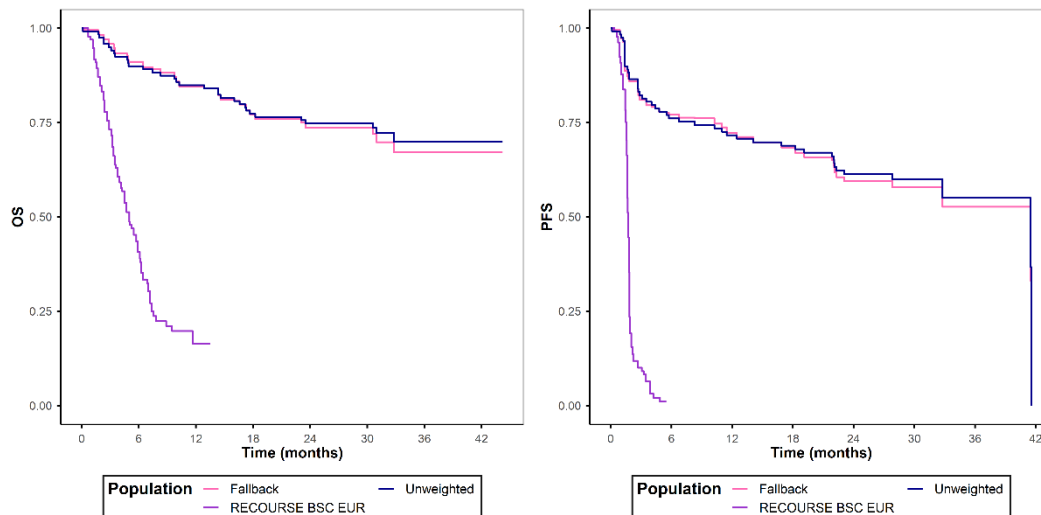 1.00
0.75
0.50
0.25
0.00
OS
0 6 12 18 24 30 36 42
Time (months)
Population Fallback Unweighted
RECOURSE BSC EUR
1.00
0.75
0.50
0.25
0.00
PFS
0 6 12 18 24 30 36 42
Time (months)
Population Fallback Unweighted
RECOURSE BSC EUR